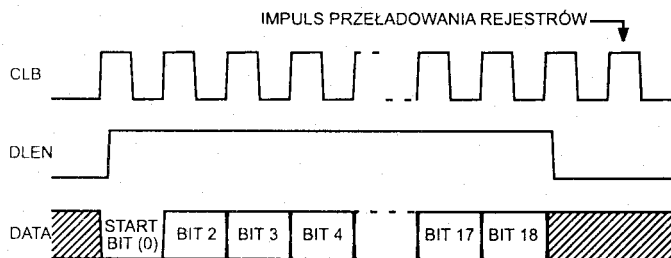 IMPULS PRZEŁADOWANIA REJESTRÓW
CLB
DLEN
DATA
START
BIT (0)
BIT 2
BIT 3
BIT 4
BIT 17
BIT 18